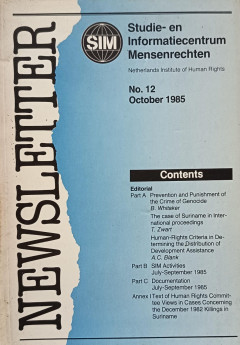 NEWSLETTER
SIM
Studie- en
Informatiecentrum
Mensenrechten
Netherlands Institute of Human Rights
No. 12
October 1985
Contents
Editorial
Part A Prevention and Punishment of
the Crime of Genocide
B. Whitaker
The case of Suriname in Inter-
national proceedings
T. Zwart
Human-Rights Criteria in De-
termining the Distribution of
Development Assistance
A.C. Blank
Part B SIM Activities
July-September 1985
Part C Documentation
July-September 1985
Annex I Text of Human Rights Commit-
tee Views in Cases Concerning
the December 1982 Killings in
Suriname